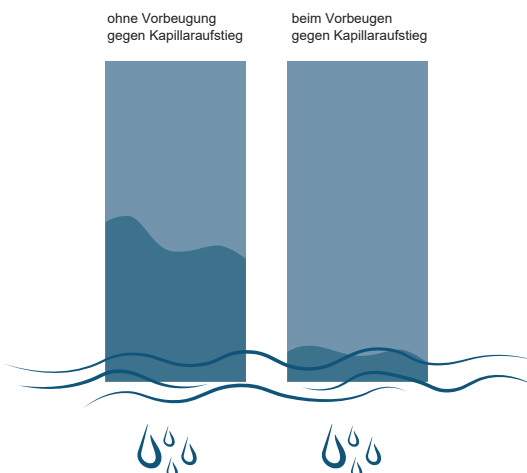 ohne Vorbeugung
gegen Kapillaraufstieg
beim Vorbeugen
gegen Kapillaraufstieg